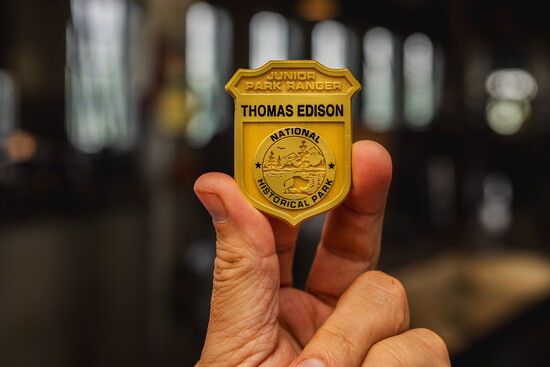 JUNIOR
PARK RANGER
THOMAS EDISON
NATIONAL
HISTORICAL PARK